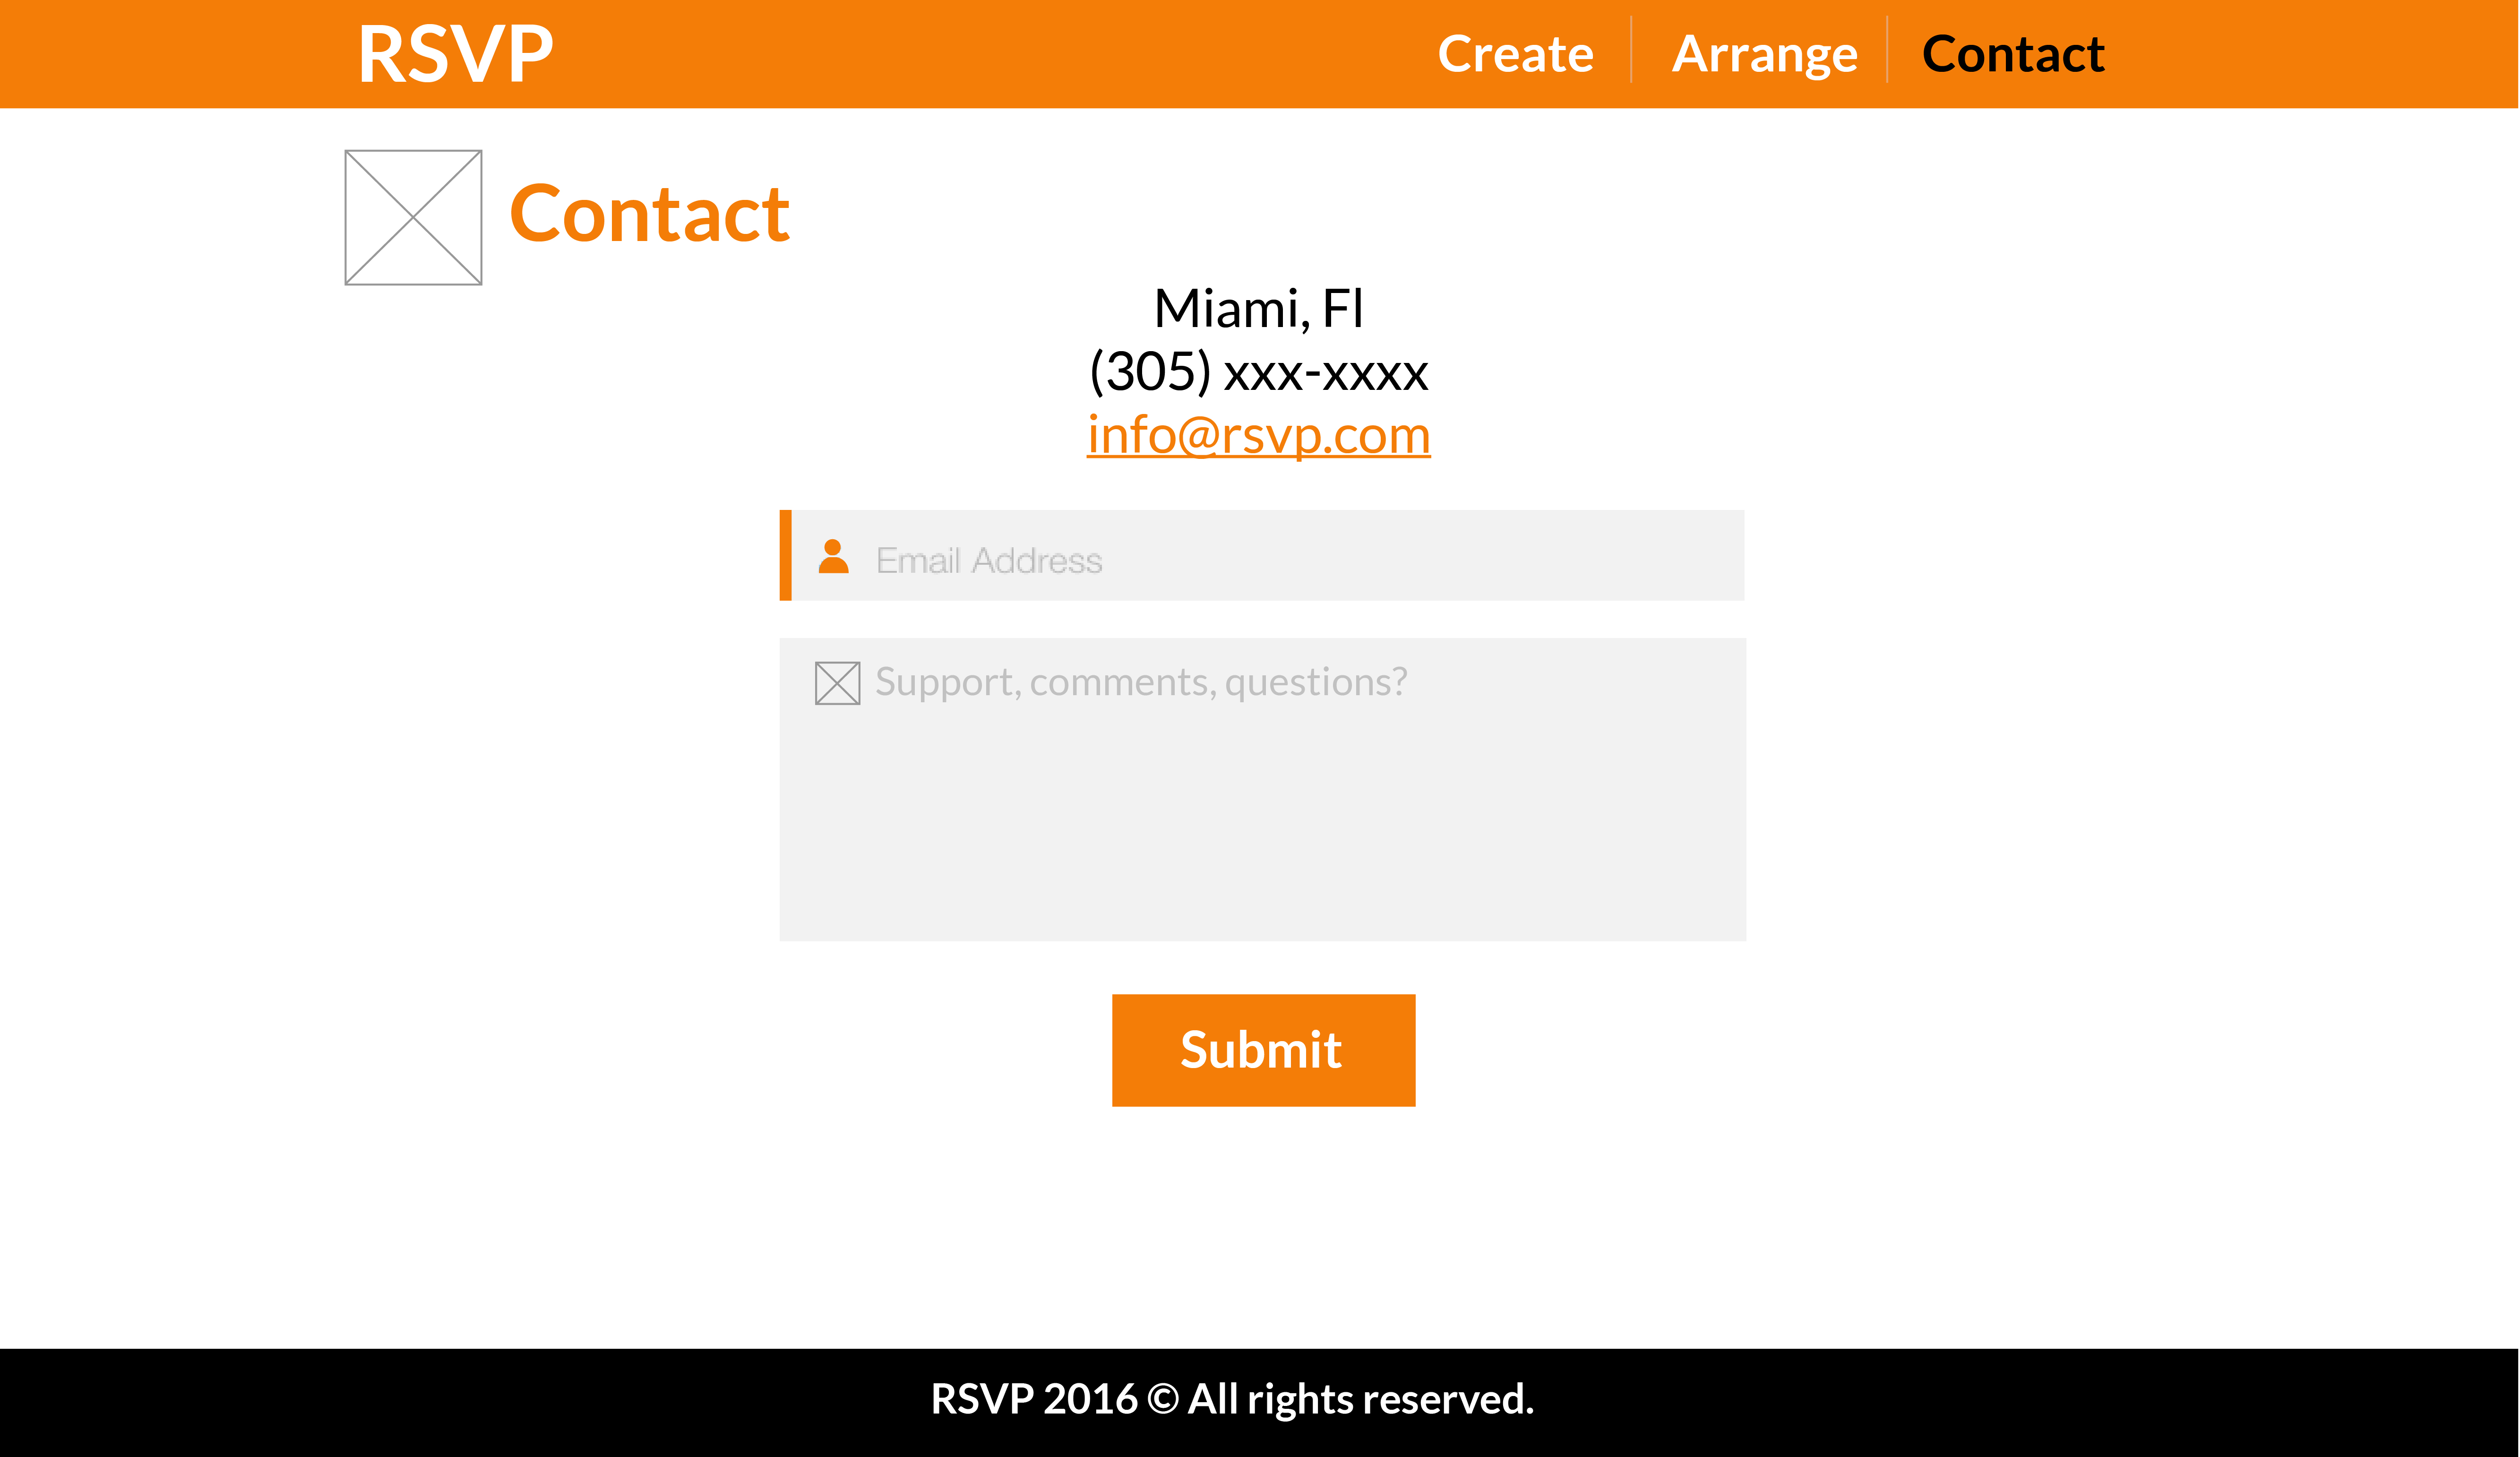 RSVP
Create Arrange Contact
Contact
Miami, Fl
(305) xxx-xxxx
info@rsvp.com
Email Address
Support, comments, questions?
Submit
RSVP 2016 © All rights reserved.